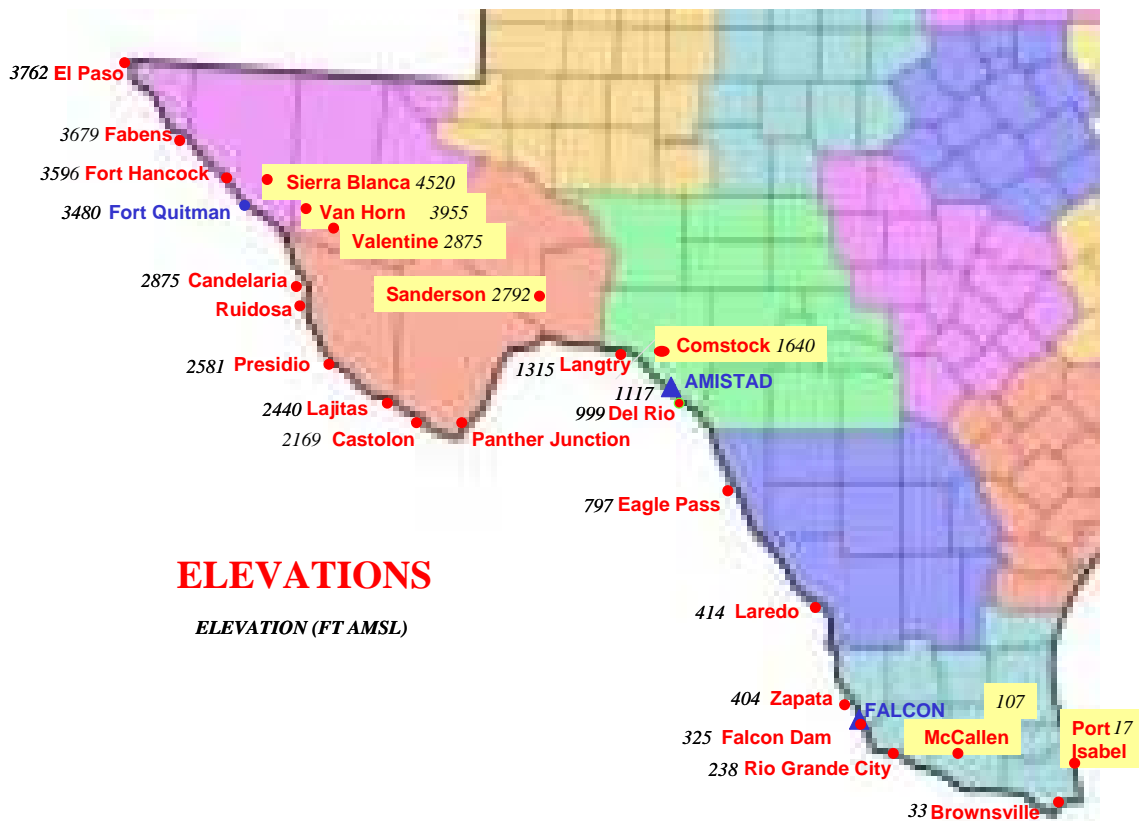 3762 El Paso
3679 Fabens
3596 Fort Hancock
Sierra Blanca 4520
3480 Fort Quitman
Van Horn 3955
Valentine 2875
2875 Candelaria
Ruidosa
Sanderson 2792
2581 Presidio
1315 Langtry
Comstock 1640
1117 AMISTAD
999 Del Rio
2440 Lajitas
2169 Castolon
Panther Junction
797 Eagle Pass
ELEVATIONS
ELEVATION (FT AMSL)
414 Laredo
404 Zapata
FALCON
107
325 Falcon Dam
McCallen
Port 17
Isabel
238 Rio Grande City
33 Brownsville